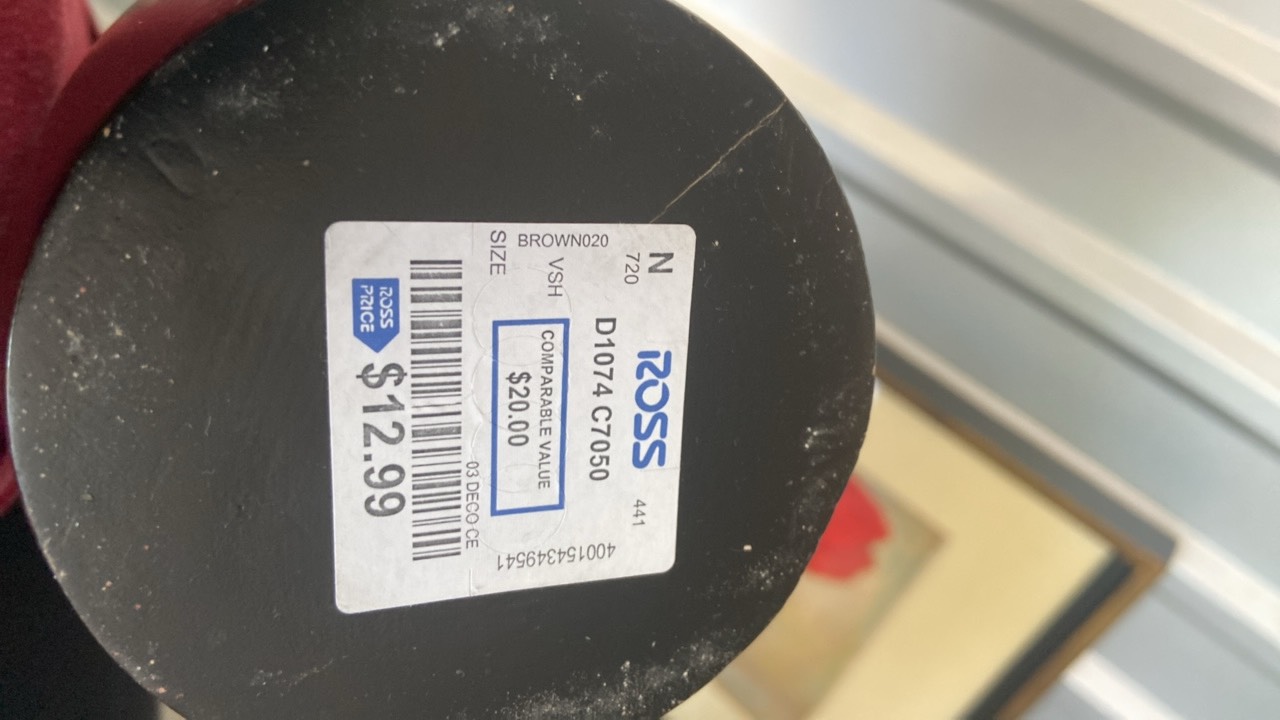 N ROSS 441
720
D1074 C7050
BROWN020
VSH
COMPARABLE VALUE
$20.00
SIZE
400154349541
03 DECO CE
ROSS
PRICE
$12.99